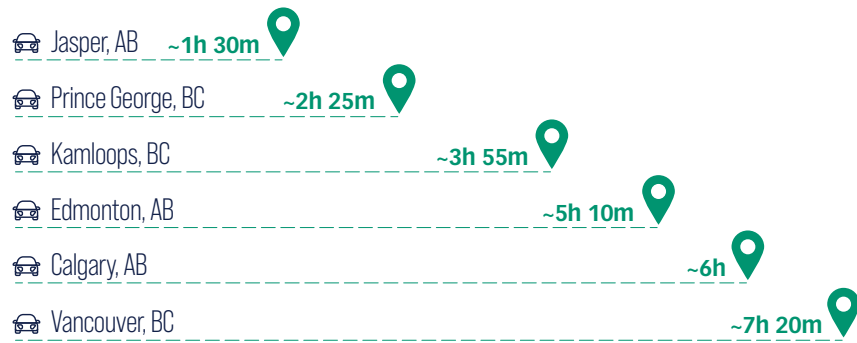 Jasper, AB ~1h 30m
Prince George, BC ~2h 25m
Kamloops, BC ~3h 55m
Edmonton, AB ~5h 10m
Calgary, AB ~6h
Vancouver, BC ~7h 20m